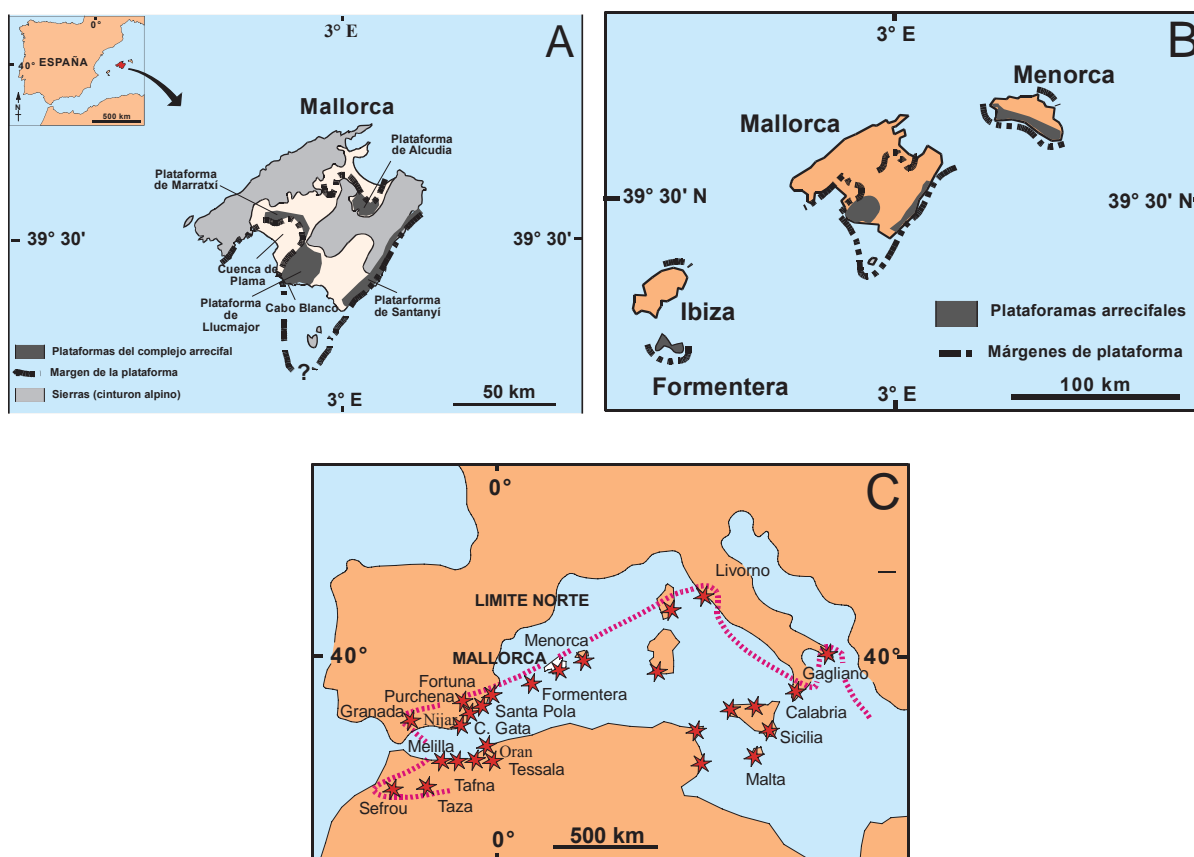 0°
ESPAÑA
40°
N
500 km
3° E
A
Mallorca
Plataforma
de Alcudia
Plataforma
de Marratxí
39° 30'
39° 30'
Cuenca de
Plama
Cabo Blanco
Plataforma
de
Llucmajor
Platarforma
de Santanyí
?
Plataformas del complejo arrecifal
Margen de la plataforma
Sierras (cinturon alpino)
3° E
50 km
3° E
B
Menorca
Mallorca
39° 30' N
39° 30' N
Ibiza
Formentera
Plataforamas arrecifales
Márgenes de plataforma
3° E
100 km
0°
C
Livorno
LIMITE NORTE
Menorca
40°
MALLORCA
40°
Gagliano
Fortuna
Formentera
Purchena
Calabria
Granada
Nijar
Santa Pola
C. Gata
Sicilia
Melilla
Oran
Tessala
Malta
Tafna
Sefrou
Taza
0°
500 km